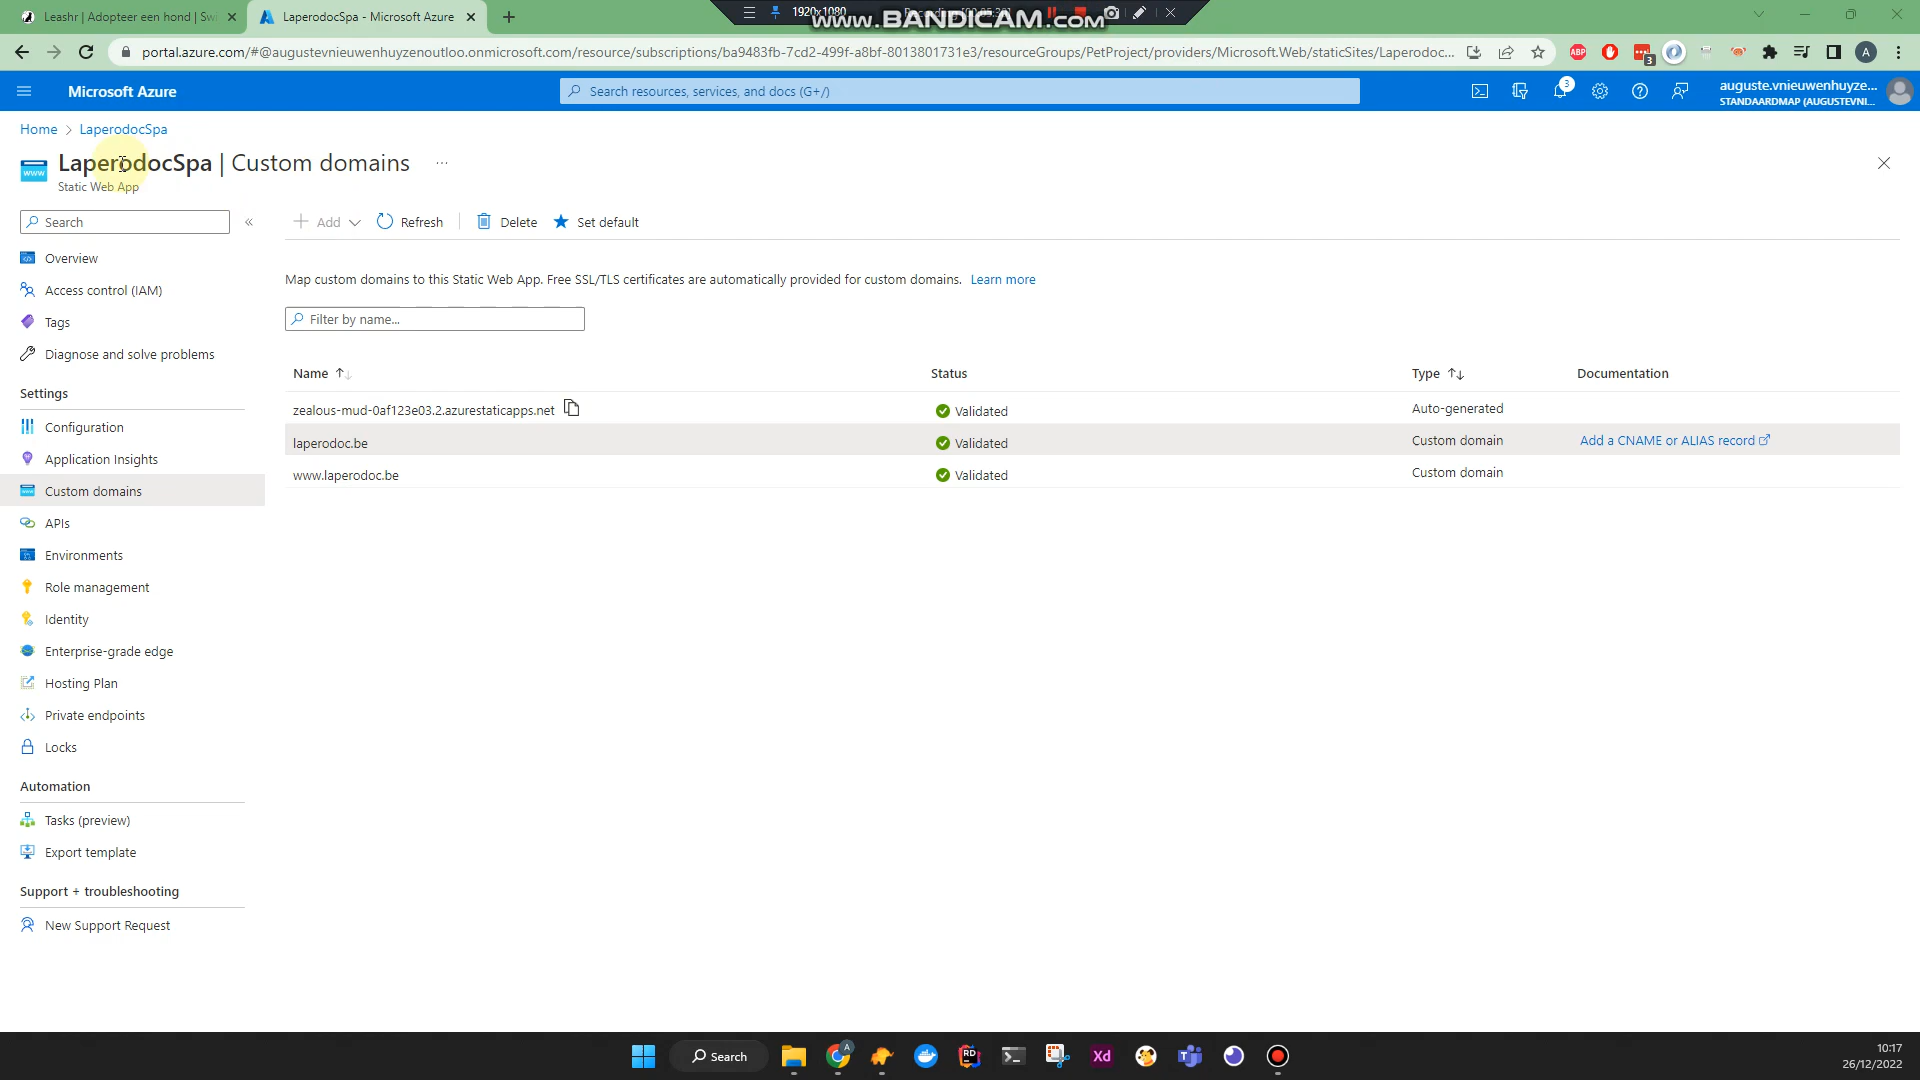 Leashr | Adopteer een hond | Swi
LaperodocSpa - Microsoft Azure
1920x1080
www.BANDICAM.com
portal.azure.com/#@augustevnieuwenhuyzenoutloo.onmicrosoft.com/resource/subscriptions/ba9483fb-7cd2-499f-a8bf-8013801731e3/resourceGroups/PetProject/providers/Microsoft.Web/staticSites/Laperodoc...
ABP
3
A
Microsoft Azure
Search resources, services, and docs (G+/)
3
auguste.vnieuwenhuyze...
STANDAARDMAP (AUGUSTEVNI...
Home > LaperodocSpa
LaperodocSpa | Custom domains ...
Static Web App
Search
«
Add
Refresh
Delete
Set default
Overview
Access control (IAM)
Tags
Diagnose and solve problems
Settings
Configuration
Application Insights
Custom domains
APIs
Environments
Role management
Identity
Enterprise-grade edge
Hosting Plan
Private endpoints
Locks
Automation
Tasks (preview)
Export template
Support + troubleshooting
New Support Request
Map custom domains to this Static Web App. Free SSL/TLS certificates are automatically provided for custom domains. Learn more
Filter by name...
Name Status Type Documentation
zealous-mud-0af123e03.2.azurestaticapps.net Validated Auto-generated
laperodoc.be Validated Custom domain Add a CNAME or ALIAS record
www.laperodoc.be Validated Custom domain
Search
A
RD
Xd
10:17
26/12/2022